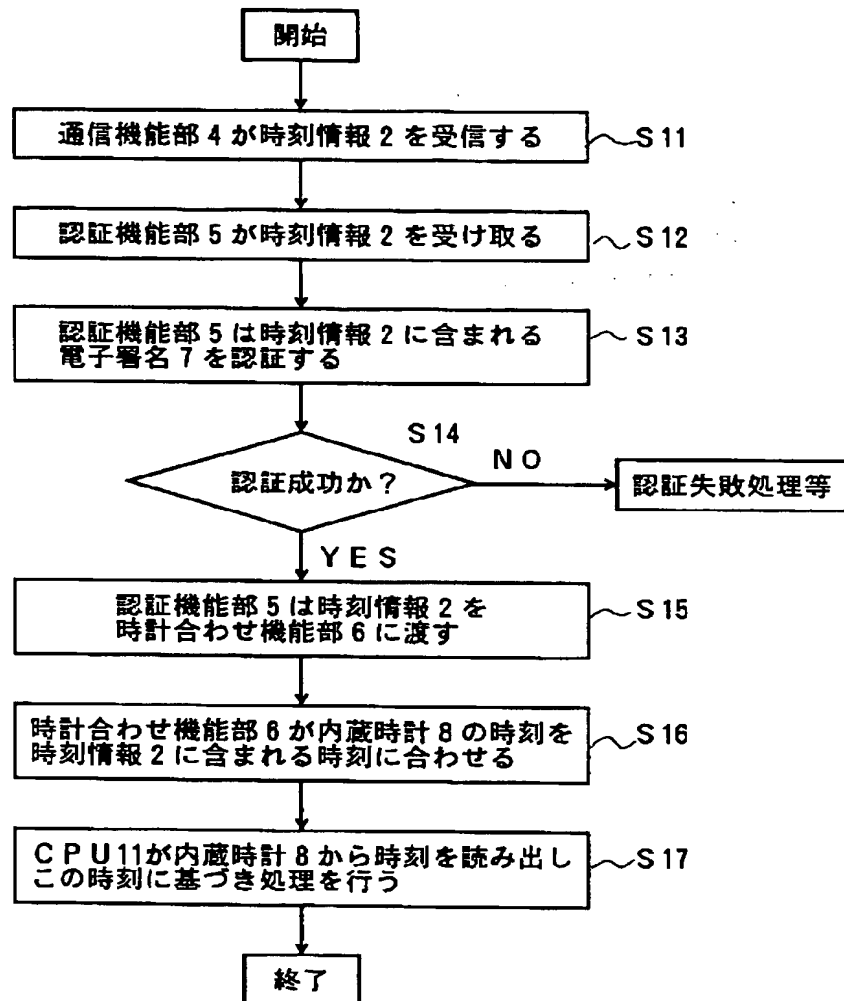 開始
通信機能部4が時刻情報2を受信する
S11
認証機能部5が時刻情報2を受け取る
S12
認証機能部5は時刻情報2に含まれる
電子署名7を認証する
S13
S14
認証成功か?
NO
認証失敗処理等
YES
認証機能部5は時刻情報2を
時計合わせ機能部6に渡す
S15
時計合わせ機能部6が内蔵時計8の時刻を
時刻情報2に含まれる時刻に合わせる
S16
CPU11が内蔵時計8から時刻を読み出し
この時刻に基づき処理を行う
S17
終了